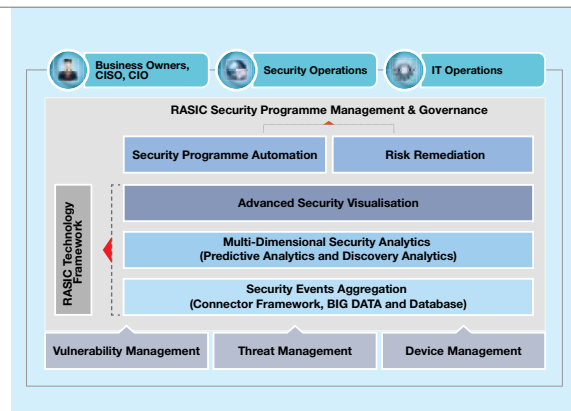 Business Owners,
CISO, CIO
Security Operations
IT Operations
RASIC Security Programme Management & Governance
Security Programme Automation
Risk Remediation
RASIC Technology
Framework
Advanced Security Visualisation
Multi-Dimensional Security Analytics
(Predictive Analytics and Discovery Analytics)
Security Events Aggregation
(Connector Framework, BIG DATA and Database)
Vulnerability Management
Threat Management
Device Management